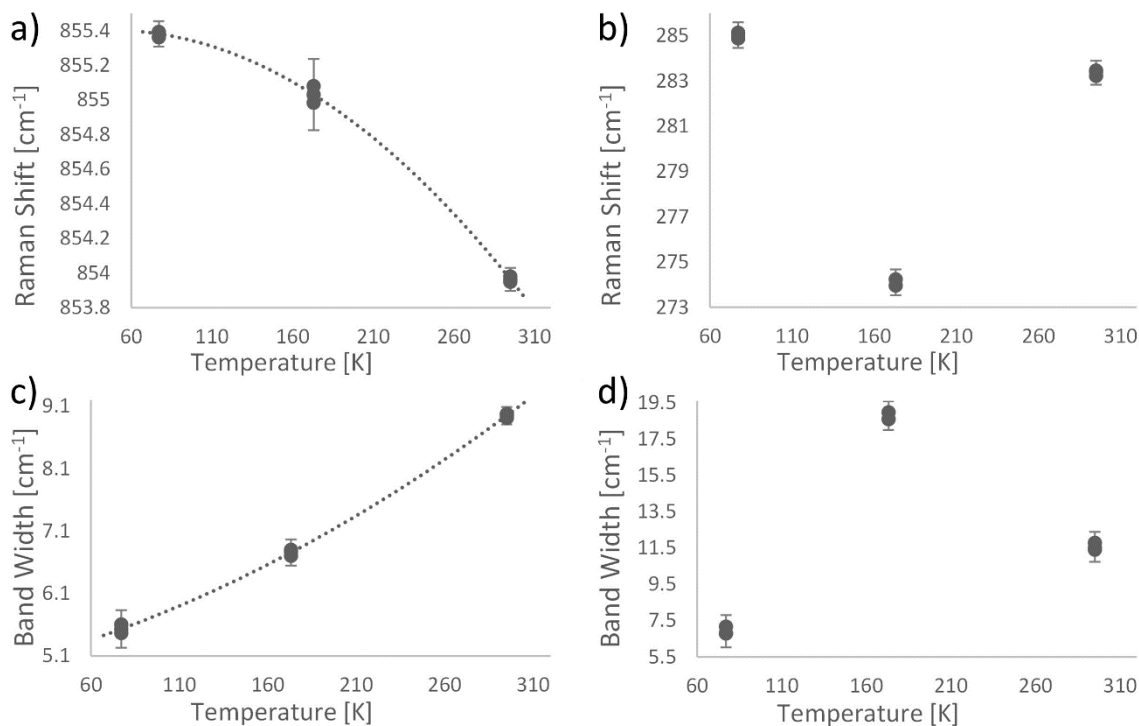 a)
Raman Shift [cm⁻¹]
855.4
855.2
855
854.8
854.6
854.4
854.2
854
853.8
60 110 160 210 260 310
Temperature [K]
b)
Raman Shift [cm⁻¹]
285
283
281
279
277
275
273
60 110 160 210 260 310
Temperature [K]
c)
Band Width [cm⁻¹]
9.1
8.1
7.1
6.1
5.1
60 110 160 210 260 310
Temperature [K]
d)
Band Width [cm⁻¹]
19.5
17.5
15.5
13.5
11.5
9.5
7.5
5.5
60 110 160 210 260 310
Temperature [K]